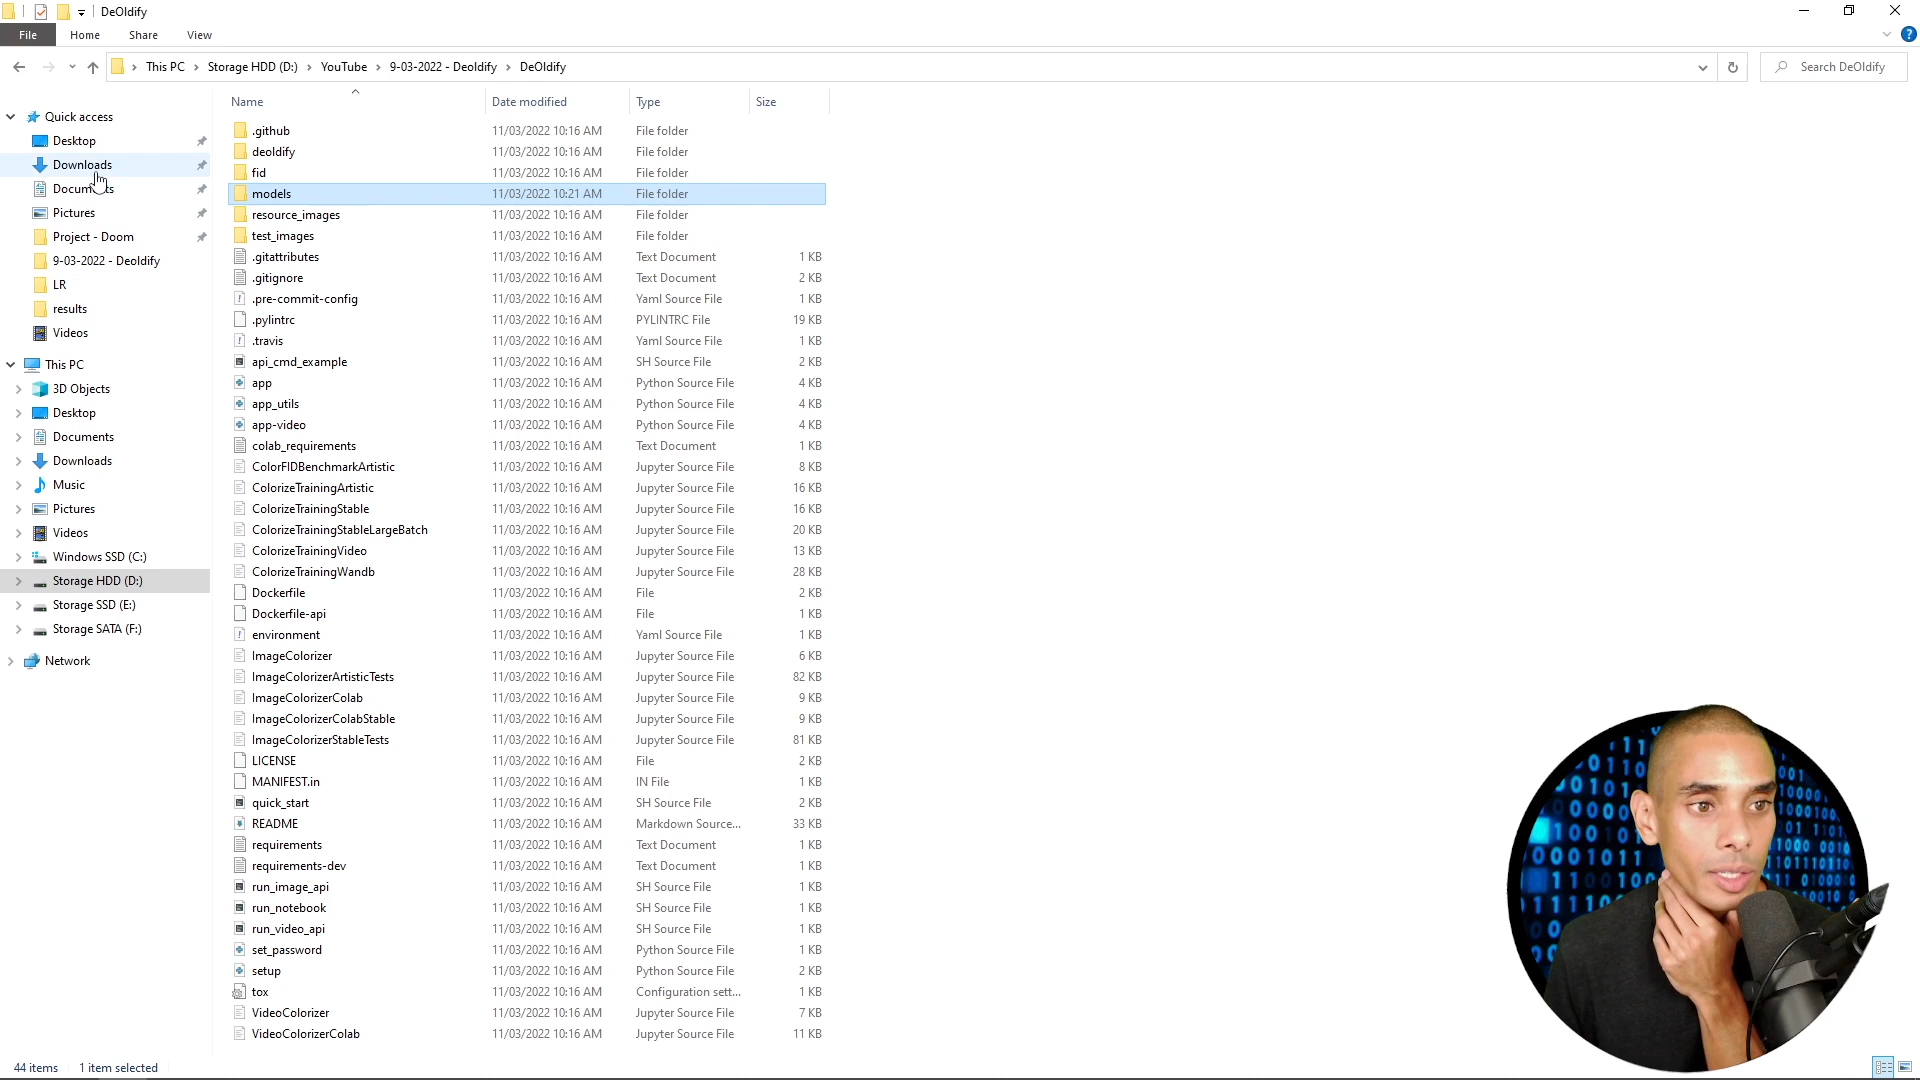 DeOldify
File Home Share View
This PC Storage HDD (D:) YouTube 9-03-2022 - Deoldify DeOldify
Search DeOldify
Name Date modified Type Size
Quick access
Desktop
Downloads
Documents
Pictures
Project - Doom
9-03-2022 - Deoldify
LR
results
Videos
This PC
3D Objects
Desktop
Documents
Downloads
Music
Pictures
Videos
Windows SSD (C:)
Storage HDD (D:)
Storage SSD (E:)
Storage SATA (F:)
Network
.github 11/03/2022 10:16 AM File folder
deoldify 11/03/2022 10:16 AM File folder
fid 11/03/2022 10:16 AM File folder
models 11/03/2022 10:21 AM File folder
resource_images 11/03/2022 10:16 AM File folder
test_images 11/03/2022 10:16 AM File folder
.gitattributes 11/03/2022 10:16 AM Text Document 1 KB
.gitignore 11/03/2022 10:16 AM Text Document 2 KB
.pre-commit-config 11/03/2022 10:16 AM Yaml Source File 1 KB
.pylintrc 11/03/2022 10:16 AM PYLINTRC File 19 KB
.travis 11/03/2022 10:16 AM Yaml Source File 1 KB
api_cmd_example 11/03/2022 10:16 AM SH Source File 2 KB
app 11/03/2022 10:16 AM Python Source File 4 KB
app_utils 11/03/2022 10:16 AM Python Source File 4 KB
app-video 11/03/2022 10:16 AM Python Source File 4 KB
colab_requirements 11/03/2022 10:16 AM Text Document 1 KB
ColorFIDBenchmarkArtistic 11/03/2022 10:16 AM Jupyter Source File 8 KB
ColorizeTrainingArtistic 11/03/2022 10:16 AM Jupyter Source File 16 KB
ColorizeTrainingStable 11/03/2022 10:16 AM Jupyter Source File 16 KB
ColorizeTrainingStableLargeBatch 11/03/2022 10:16 AM Jupyter Source File 20 KB
ColorizeTrainingVideo 11/03/2022 10:16 AM Jupyter Source File 13 KB
ColorizeTrainingWandb 11/03/2022 10:16 AM Jupyter Source File 28 KB
Dockerfile 11/03/2022 10:16 AM File 2 KB
Dockerfile-api 11/03/2022 10:16 AM File 1 KB
environment 11/03/2022 10:16 AM Yaml Source File 1 KB
ImageColorizer 11/03/2022 10:16 AM Jupyter Source File 6 KB
ImageColorizerArtisticTests 11/03/2022 10:16 AM Jupyter Source File 82 KB
ImageColorizerColab 11/03/2022 10:16 AM Jupyter Source File 9 KB
ImageColorizerColabStable 11/03/2022 10:16 AM Jupyter Source File 9 KB
ImageColorizerStableTests 11/03/2022 10:16 AM Jupyter Source File 81 KB
LICENSE 11/03/2022 10:16 AM File 2 KB
MANIFEST.in 11/03/2022 10:16 AM IN File 1 KB
quick_start 11/03/2022 10:16 AM SH Source File 2 KB
README 11/03/2022 10:16 AM Markdown Source... 33 KB
requirements 11/03/2022 10:16 AM Text Document 1 KB
requirements-dev 11/03/2022 10:16 AM Text Document 1 KB
run_image_api 11/03/2022 10:16 AM SH Source File 1 KB
run_notebook 11/03/2022 10:16 AM SH Source File 1 KB
run_video_api 11/03/2022 10:16 AM SH Source File 1 KB
set_password 11/03/2022 10:16 AM Python Source File 1 KB
setup 11/03/2022 10:16 AM Python Source File 2 KB
tox 11/03/2022 10:16 AM Configuration sett... 1 KB
VideoColorizer 11/03/2022 10:16 AM Jupyter Source File 7 KB
VideoColorizerColab 11/03/2022 10:16 AM Jupyter Source File 11 KB
44 items 1 item selected